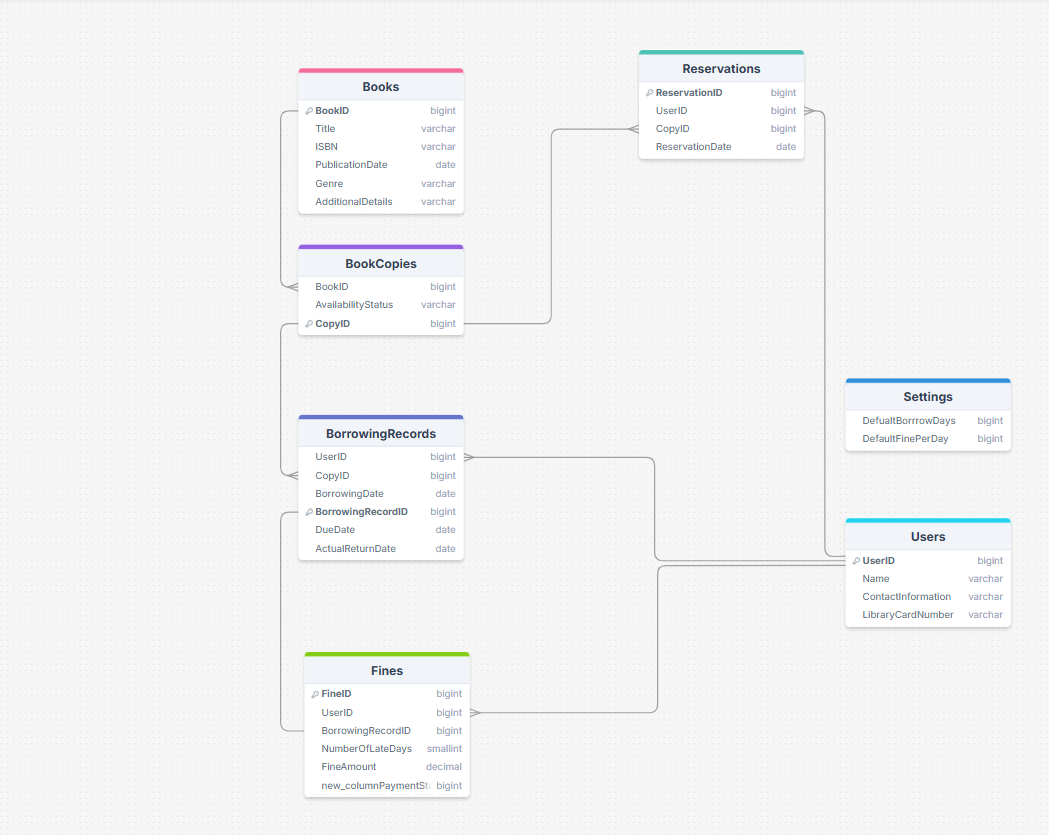 Books
BookID bigint
Title varchar
ISBN varchar
PublicationDate date
Genre varchar
AdditionalDetails varchar
BookCopies
BookID bigint
AvailabilityStatus varchar
CopyID bigint
BorrowingRecords
UserID bigint
CopyID bigint
BorrowingDate date
BorrowingRecordID bigint
DueDate date
ActualReturnDate date
Fines
FineID bigint
UserID bigint
BorrowingRecordID bigint
NumberOfLateDays smallint
FineAmount decimal
new_columnPaymentSt bigint
Reservations
ReservationID bigint
UserID bigint
CopyID bigint
ReservationDate date
Settings
DefualtBorrrowDays bigint
DefaultFinePerDay bigint
Users
UserID bigint
Name varchar
ContactInformation varchar
LibraryCardNumber varchar